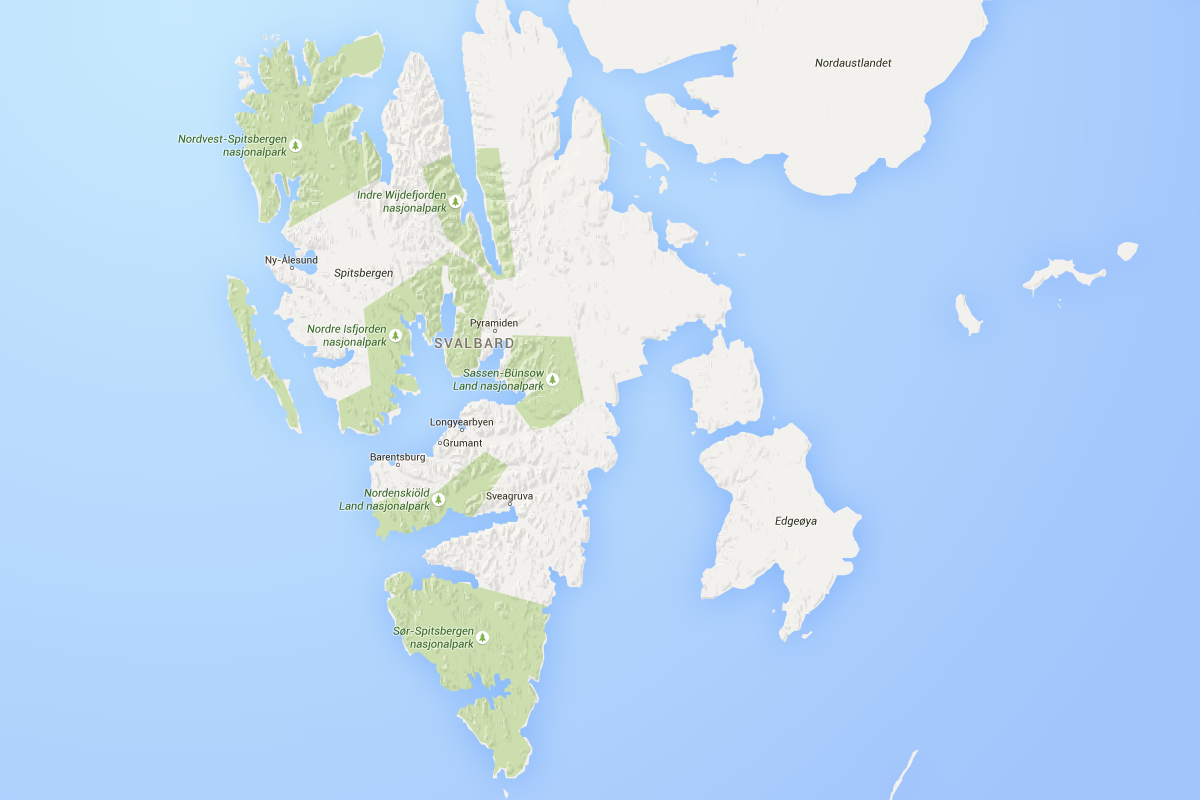 Nordaustlandet
Nordvest-Spitsbergen
nasjonalpark
Indre Wijdefjorden
nasjonalpark
Ny-Ålesund
Spitsbergen
Pyramiden
Nordre Isfjorden
nasjonalpark
SVALBARD
Sassen-Bünsow
Land nasjonalpark
Longyearbyen
Grumant
Barentsburg
Nordenskiöld
Land nasjonalpark
Sveagruva
Edgeøya
Sør-Spitsbergen
nasjonalpark